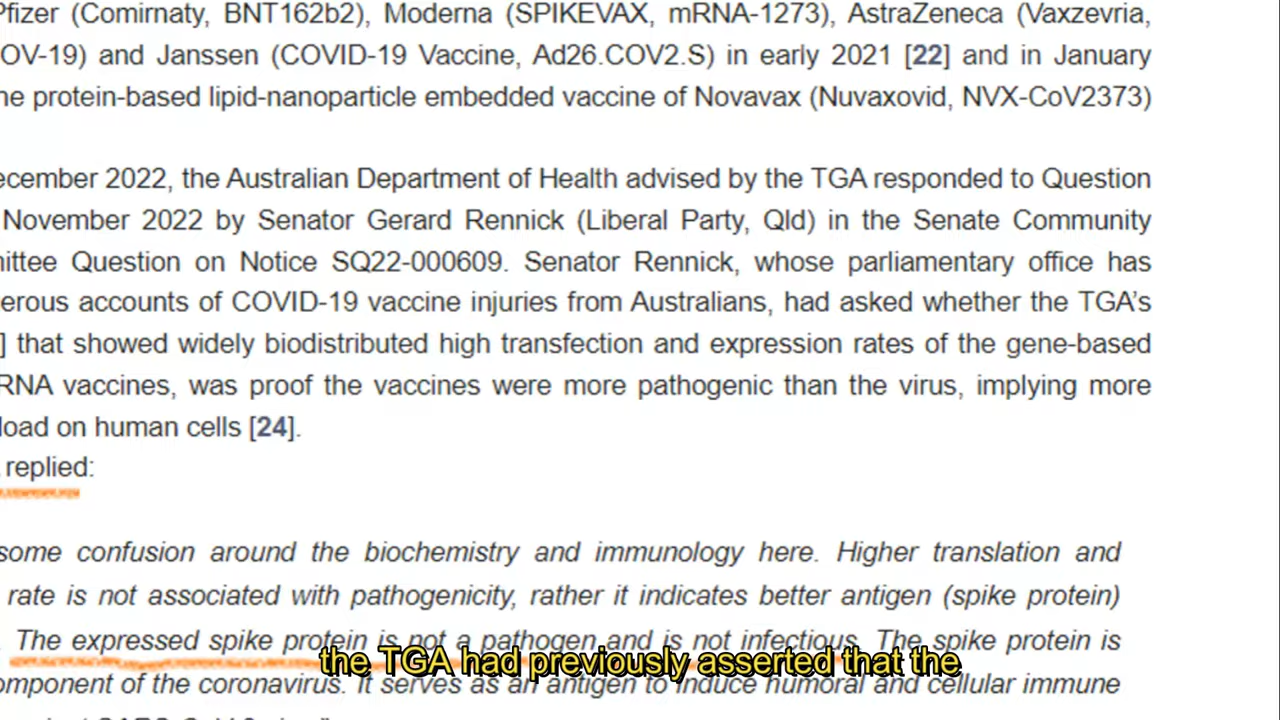 Pfizer (Comirnaty, BNT162b2), Moderna (SPIKEVAX, mRNA-1273), AstraZeneca (Vaxzevria,
OV-19) and Janssen (COVID-19 Vaccine, Ad26.COV2.S) in early 2021 [22] and in January
he protein-based lipid-nanoparticle embedded vaccine of Novavax (Nuvaxovid, NVX-CoV2373)
ecember 2022, the Australian Department of Health advised by the TGA responded to Question
November 2022 by Senator Gerard Rennick (Liberal Party, Qld) in the Senate Community
mittee Question on Notice SQ22-000609. Senator Rennick, whose parliamentary office has
erous accounts of COVID-19 vaccine injuries from Australians, had asked whether the TGA's
] that showed widely biodistributed high transfection and expression rates of the gene-based
RNA vaccines, was proof the vaccines were more pathogenic than the virus, implying more
load on human cells [24].
replied:
some confusion around the biochemistry and immunology here. Higher translation and
rate is not associated with pathogenicity, rather it indicates better antigen (spike protein)
The expressed spike protein is not a pathogen and is not infectious. The spike protein is
the TGA had previously asserted that the
omponent of the coronavirus. It serves as an antigen to induce humoral and cellular immune